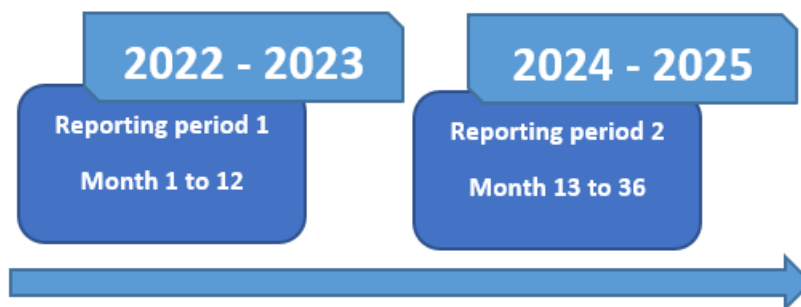 2022 - 2023
Reporting period 1
Month 1 to 12
2024 - 2025
Reporting period 2
Month 13 to 36